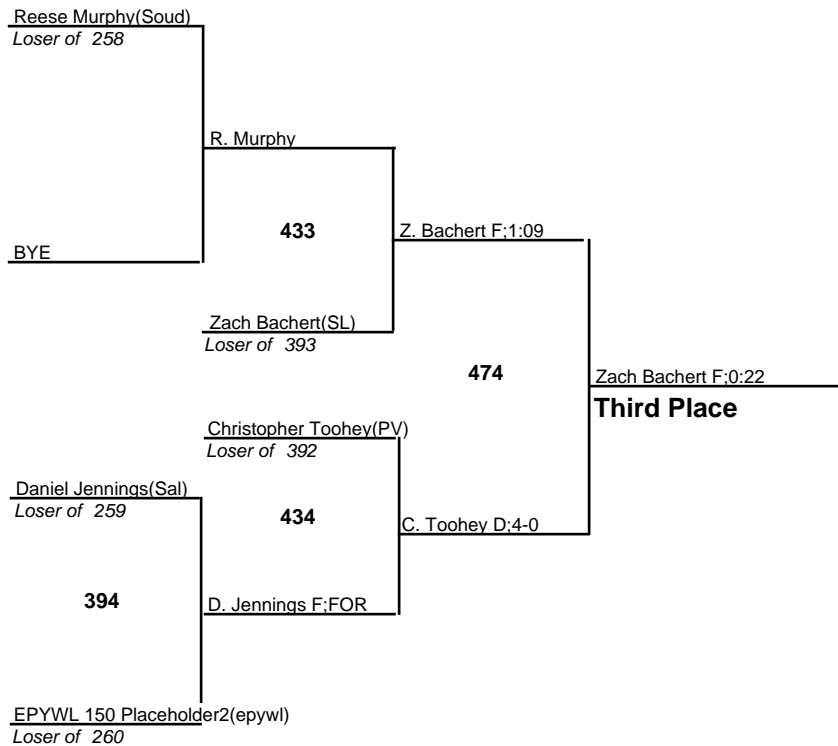 Reese Murphy(Soud)
Loser of 258
R. Murphy
433
Z. Bachert F;1:09
BYE
Zach Bachert(SL)
Loser of 393
474
Zach Bachert F;0:22
Third Place
Christopher Toohey(PV)
Loser of 392
Daniel Jennings(Sal)
Loser of 259
434
C. Toohey D;4-0
394
D. Jennings F;FOR
EPYWL 150 Placeholder2(epywl)
Loser of 260